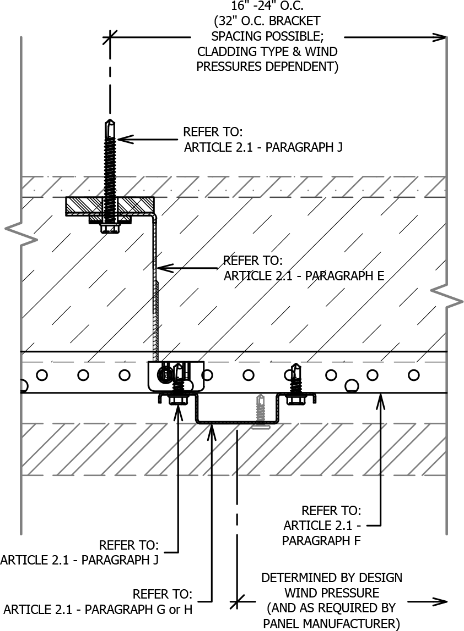 16" -24" O.C.
(32" O.C. BRACKET
SPACING POSSIBLE;
CLADDING TYPE & WIND
PRESSURES DEPENDENT)
REFER TO:
ARTICLE 2.1 - PARAGRAPH J
REFER TO:
ARTICLE 2.1 - PARAGRAPH E
REFER TO:
ARTICLE 2.1 -
PARAGRAPH F
REFER TO:
ARTICLE 2.1 - PARAGRAPH J
REFER TO:
ARTICLE 2.1 - PARAGRAPH G or H
DETERMINED BY DESIGN
WIND PRESSURE
(AND AS REQUIRED BY
PANEL MANUFACTURER)